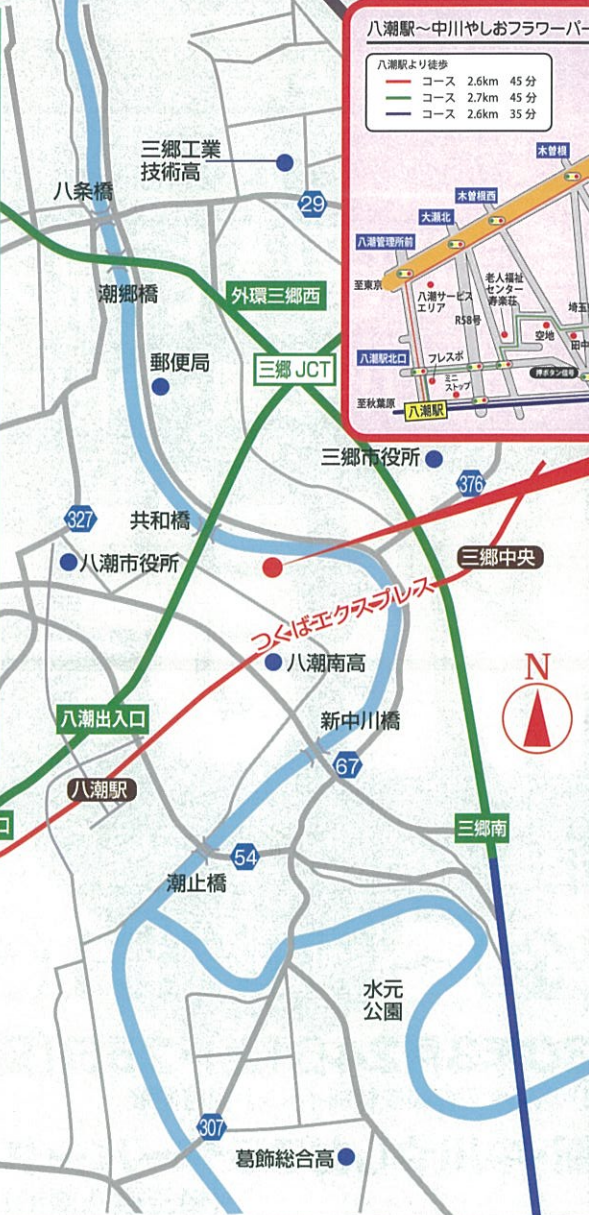 八潮駅～中川やしおフラワーパー
八潮駅より徒歩
コース 2.6km 45分
コース 2.7km 45分
コース 2.6km 35分
木曽根
木曽根西
大瀬北
八潮管理所前
至東京
八潮サービス
エリア
老人福祉
センター
寿楽荘
R58号
空地
埼玉
田中
八潮駅北口
フレスポ
ミニ
ストップ
押ボタン信号
至秋葉原
八潮駅
三郷工業
技術高
八条橋
29
潮郷橋
外環三郷西
郵便局
三郷 JCT
三郷市役所
376
327
共和橋
八潮市役所
三郷中央
つくばエクスプレス
八潮南高
N
八潮出入口
新中川橋
67
八潮駅
口
三郷南
54
潮止橋
水元
公園
307
葛飾総合高